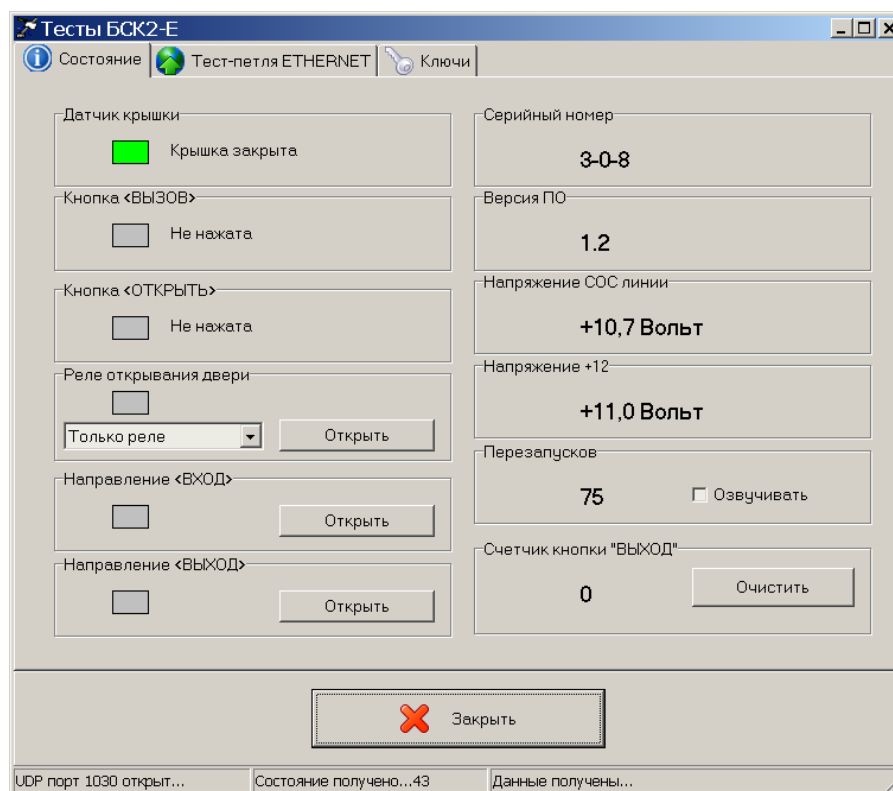 Тесты БСК2-Е
Состояние
Тест-петля ETHERNET
Ключи
Датчик крышки
Крышка закрыта
Кнопка <ВЫЗОВ>
Не нажата
Кнопка <ОТКРЫТЬ>
Не нажата
Реле открывания двери
Только реле
Открыть
Направление <ВХОД>
Открыть
Направление <ВЫХОД>
Открыть
Серийный номер
3-0-8
Версия ПО
1.2
Напряжение СОС линии
+10,7 Вольт
Напряжение +12
+11,0 Вольт
Перезапусков
75
Озвучивать
Счетчик кнопки "ВЫХОД"
0
Очистить
Закрыть
UDP порт 1030 открыт...
Состояние получено...43
Данные получены...